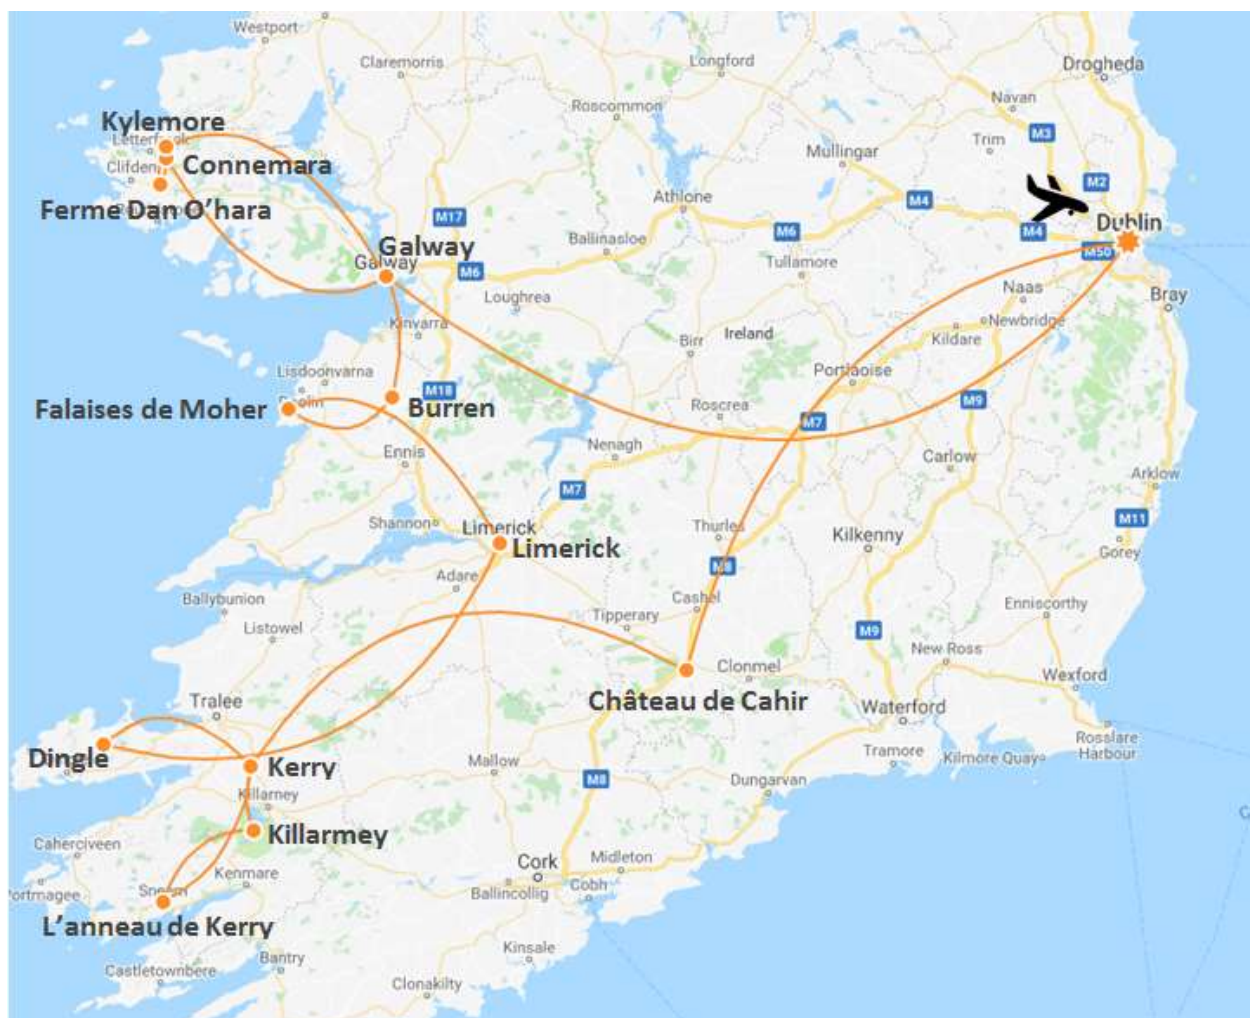 Westport
Claremorris
Longford
Drogheda
Roscommon
Navan
M3
Trim
Kylemore
Connemara
Clifden
Mullingar
M2
Ferme Dan O'hara
Athlone
M4
M17
Dublin
M6
M4
Galway
Ballinasloe
M50
Galway
M6
Tullamore
Loughrea
Naas
Bray
Kinvarra
Newbridge
Birr
Ireland
Kildare
Lisdoonvarna
Portlaoise
M18
Falaises de Moher
Burren
Roscrea
M9
M7
Ennis
Nenagh
Carlow
Arklow
M7
Shannon
Limerick
Thurles
M11
Limerick
Kilkenny
Gorey
Adare
M8
Ballybunion
Cashel
Enniscorthy
Listowel
Tipperary
M9
New Ross
Clonmel
Wexford
Tralee
Château de Cahir
Waterford
Dingle
Rosslare
Harbour
Kerry
Mallow
Tramore
Kilmore Quay
M8
Dungarvan
Killarney
Killarmey
Caherciveen
Cork
Midleton
Kenmare
Ballincollig
Cobh
Sneem
L'anneau de Kerry
Kinsale
Bantry
Castletownbere
Clonakilty